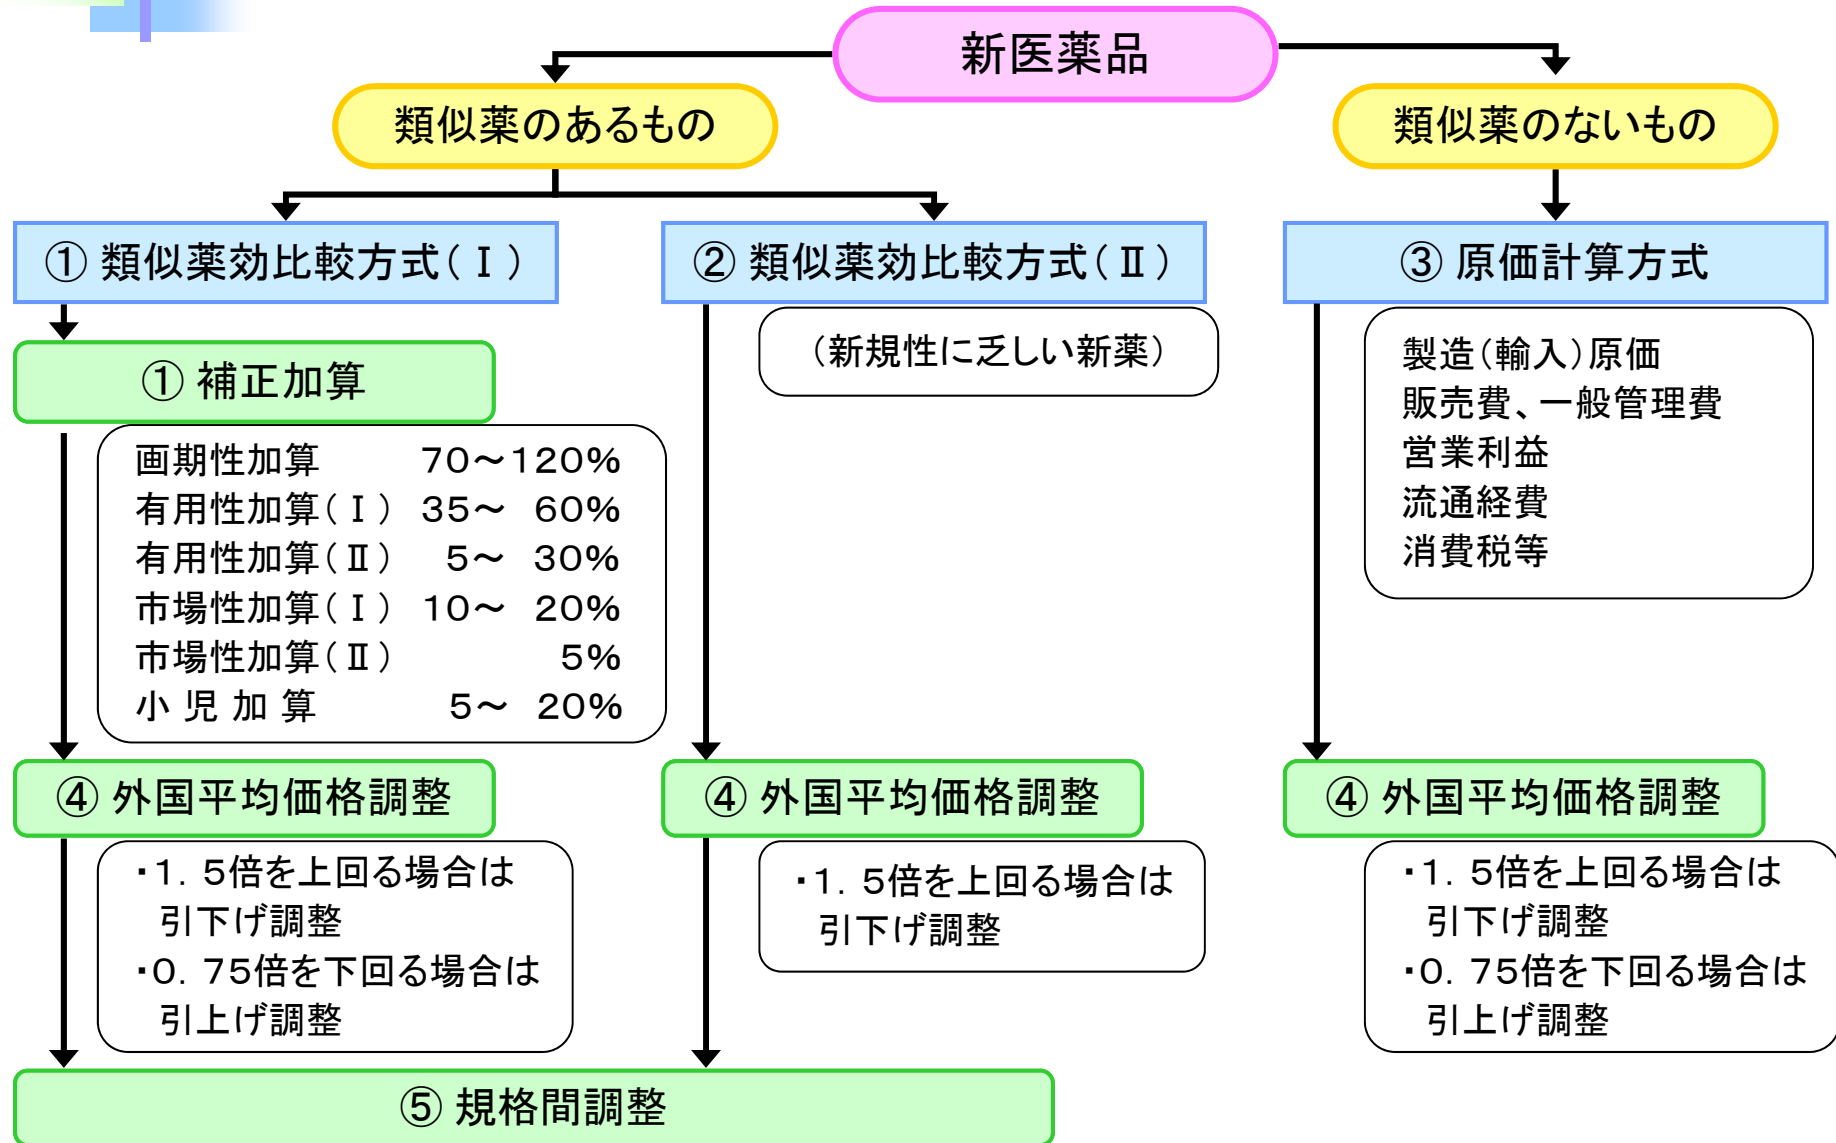 新医薬品
類似薬のあるもの
類似薬のないもの
① 類似薬効比較方式(Ⅰ)
② 類似薬効比較方式(Ⅱ)
③ 原価計算方式
(新規性に乏しい新薬)
製造(輸入)原価
販売費、一般管理費
営業利益
流通経費
消費税等
① 補正加算
画期性加算 70~120%
有用性加算(Ⅰ) 35~ 60%
有用性加算(Ⅱ) 5~ 30%
市場性加算(Ⅰ) 10~ 20%
市場性加算(Ⅱ) 5%
小 児 加 算 5~ 20%
④ 外国平均価格調整
④ 外国平均価格調整
④ 外国平均価格調整
・1.5倍を上回る場合は
引下げ調整
・0.75倍を下回る場合は
引上げ調整
・1.5倍を上回る場合は
引下げ調整
・1.5倍を上回る場合は
引下げ調整
・0.75倍を下回る場合は
引上げ調整
⑤ 規格間調整